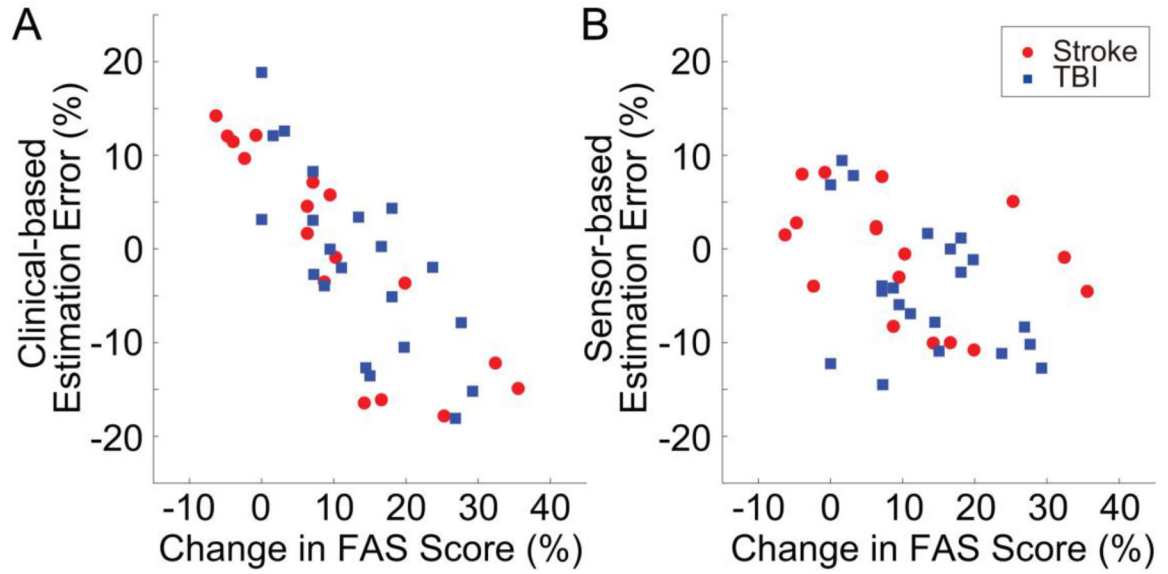 A
Clinical-based
Estimation Error (%)
20
10
0
-10
-20
-10 0 10 20 30 40
Change in FAS Score (%)
B
Sensor-based
Estimation Error (%)
20
10
0
-10
-20
-10 0 10 20 30 40
Change in FAS Score (%)
Stroke
TBI